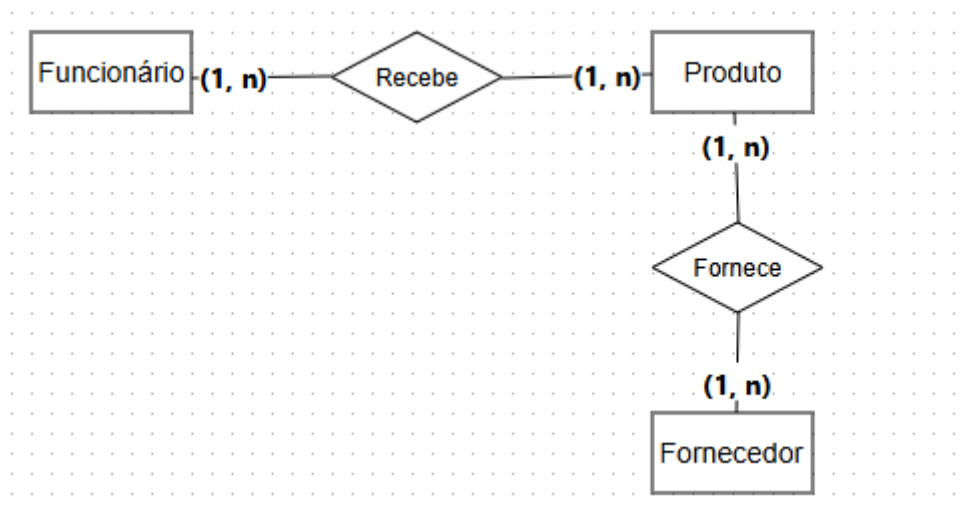 Funcionário (1, n) Recebe (1, n) Produto
(1, n)
Fornece
(1, n)
Fornecedor